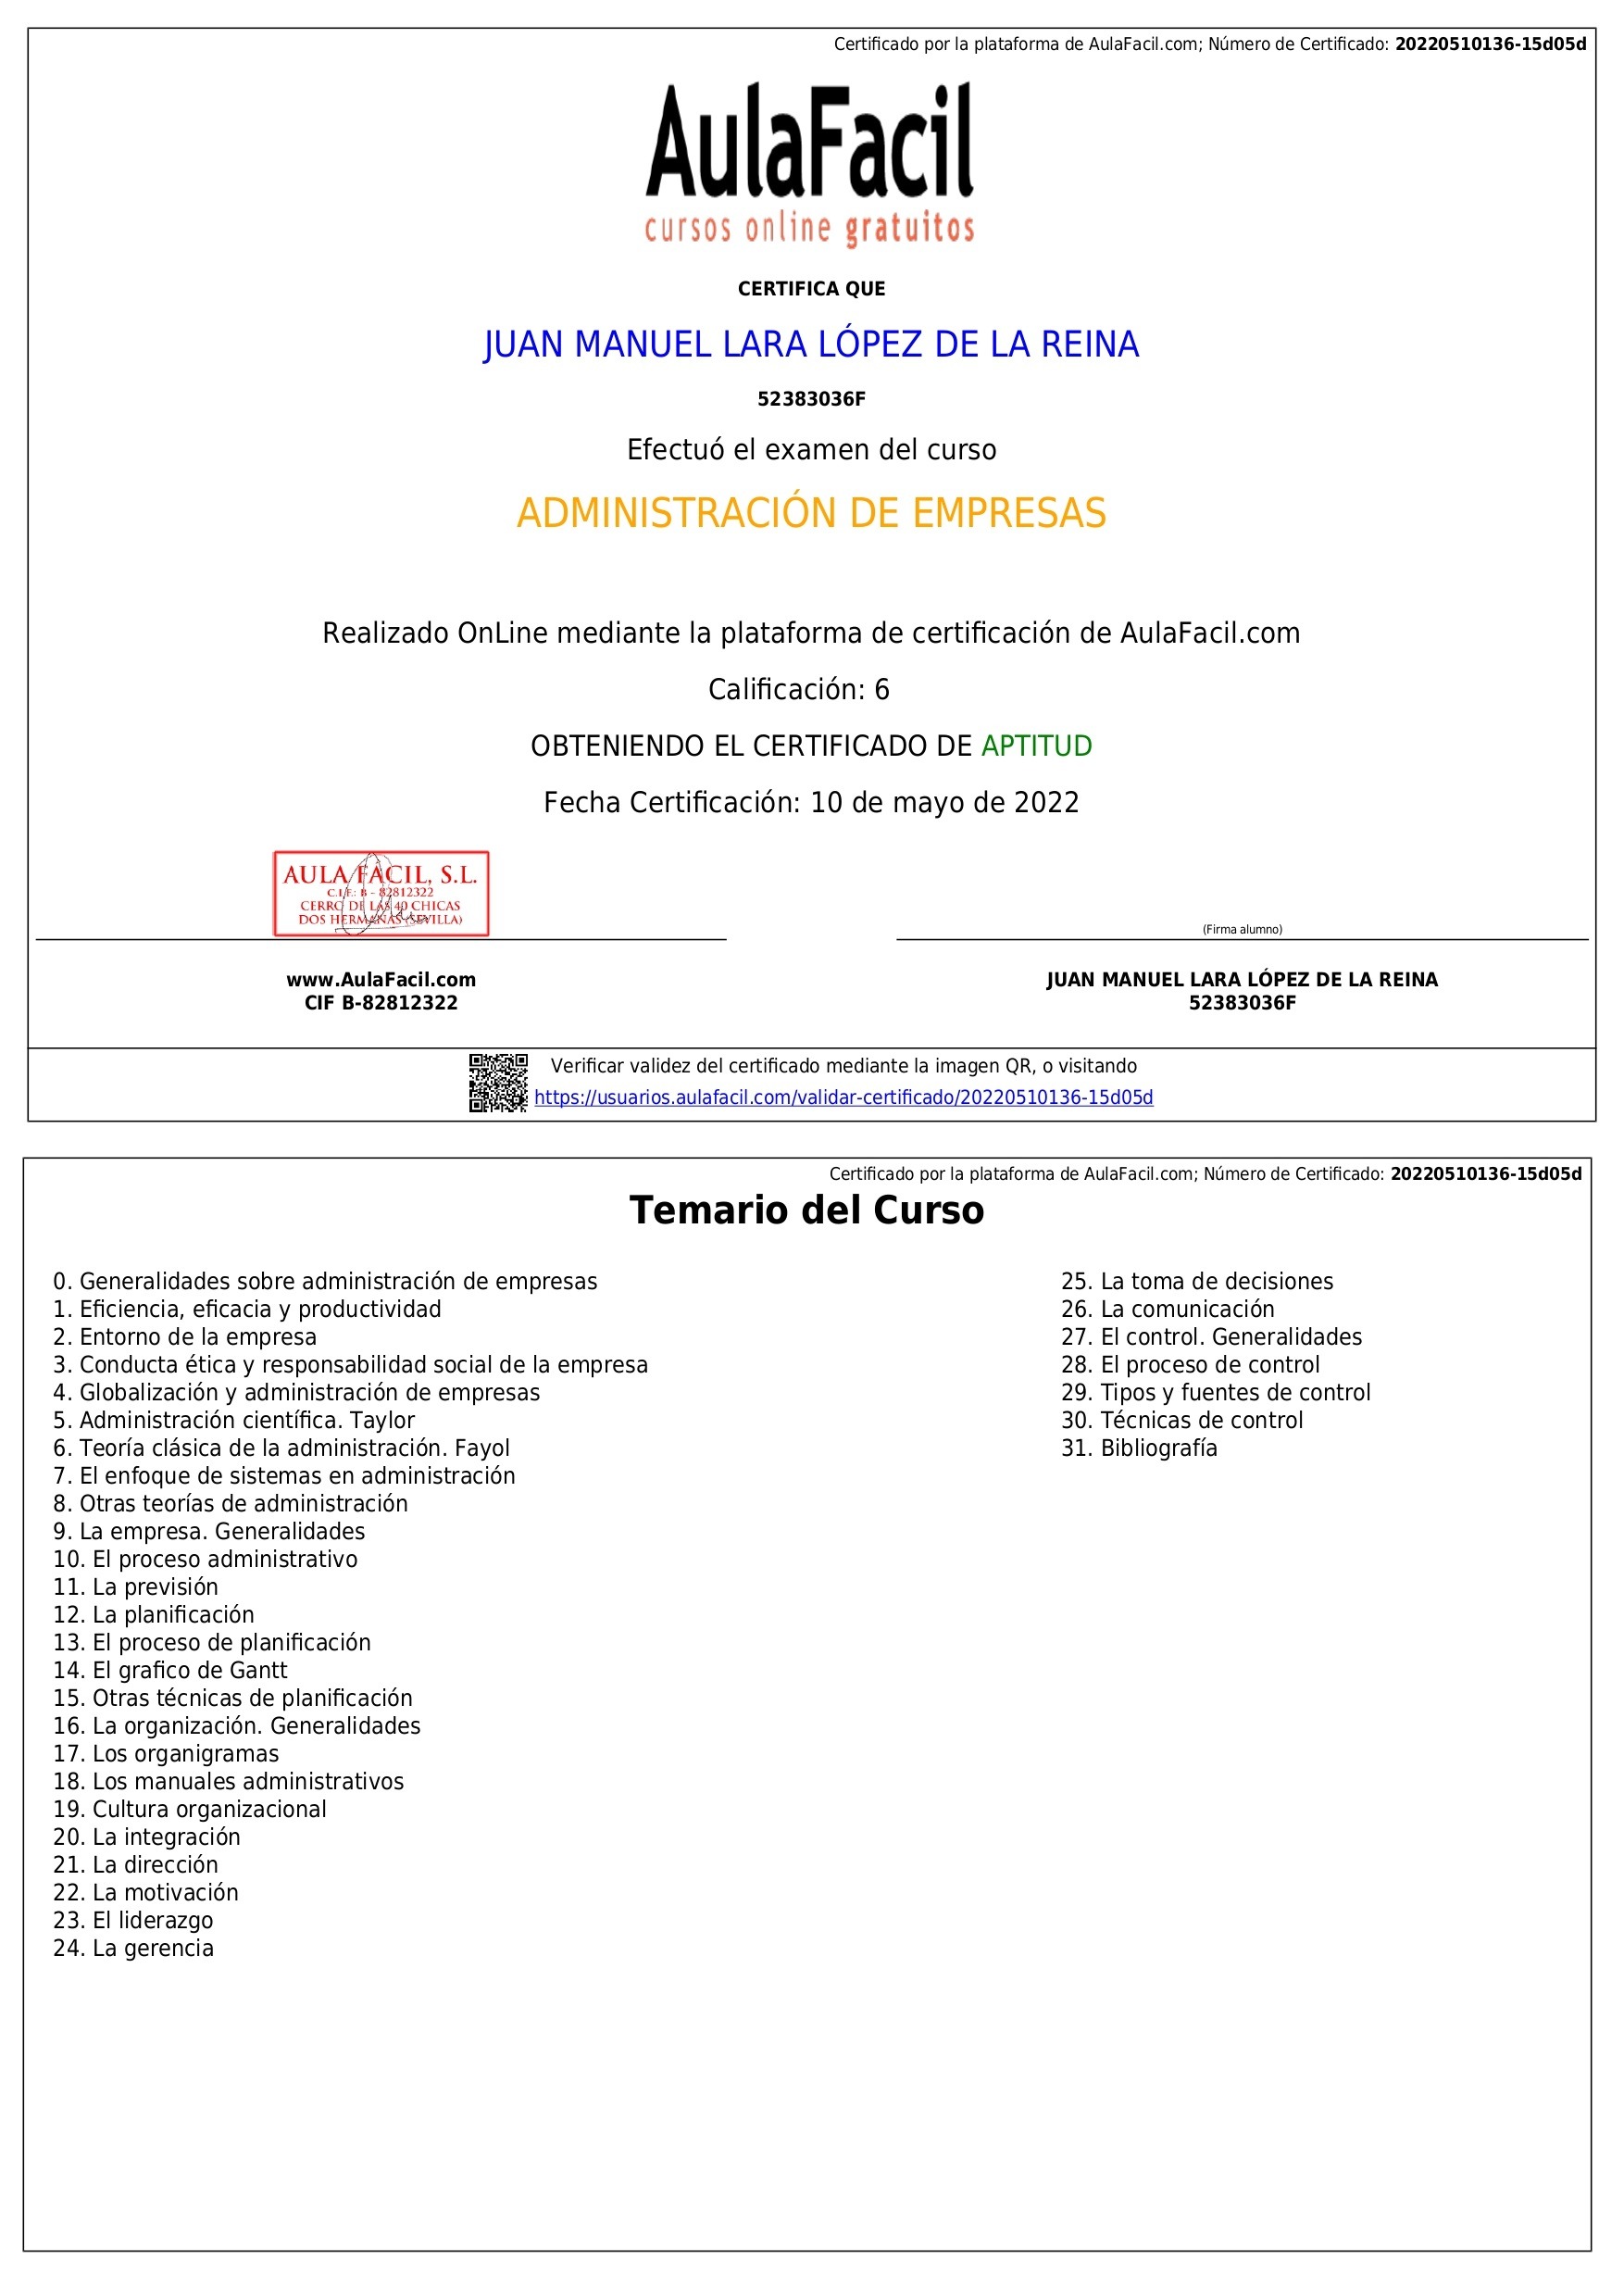 Certificado por la plataforma de AulaFacil.com; Número de Certificado: 20220510136-15d05d
AulaFacil
cursos online gratuitos
CERTIFICA QUE
JUAN MANUEL LARA LÓPEZ DE LA REINA
52383036F
Efectuó el examen del curso
ADMINISTRACIÓN DE EMPRESAS
Realizado OnLine mediante la plataforma de certificación de AulaFacil.com
Calificación: 6
OBTENIENDO EL CERTIFICADO DE APTITUD
Fecha Certificación: 10 de mayo de 2022
AULA FÁCIL, S.L.
C.I.F.: B - 82812322
CERRO DE LAS 40 CHICAS
DOS HERMANAS (SEVILLA)
(Firma alumno)
www.AulaFacil.com
CIF B-82812322
JUAN MANUEL LARA LÓPEZ DE LA REINA
52383036F
Verificar validez del certificado mediante la imagen QR, o visitando
https://usuarios.aulafacil.com/validar-certificado/20220510136-15d05d
Certificado por la plataforma de AulaFacil.com; Número de Certificado: 20220510136-15d05d
Temario del Curso
0. Generalidades sobre administración de empresas
1. Eficiencia, eficacia y productividad
2. Entorno de la empresa
3. Conducta ética y responsabilidad social de la empresa
4. Globalización y administración de empresas
5. Administración científica. Taylor
6. Teoría clásica de la administración. Fayol
7. El enfoque de sistemas en administración
8. Otras teorías de administración
9. La empresa. Generalidades
10. El proceso administrativo
11. La previsión
12. La planificación
13. El proceso de planificación
14. El grafico de Gantt
15. Otras técnicas de planificación
16. La organización. Generalidades
17. Los organigramas
18. Los manuales administrativos
19. Cultura organizacional
20. La integración
21. La dirección
22. La motivación
23. El liderazgo
24. La gerencia
25. La toma de decisiones
26. La comunicación
27. El control. Generalidades
28. El proceso de control
29. Tipos y fuentes de control
30. Técnicas de control
31. Bibliografía